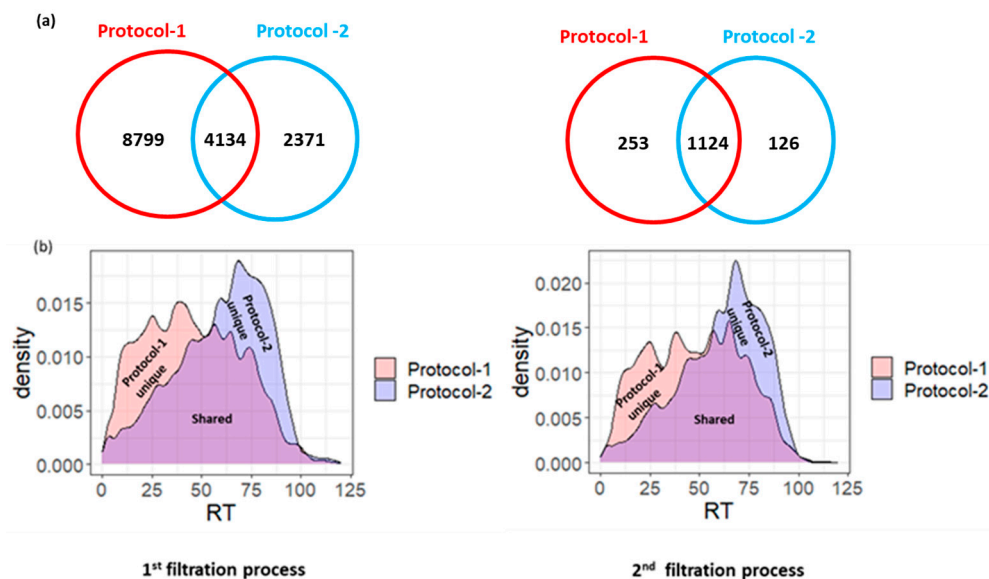 (a)
Protocol-1 Protocol -2
8799 4134 2371
Protocol-1 Protocol -2
253 1124 126
(b)
density
0.015
0.010
0.005
0.000
0 25 50 75 100 125
RT
Protocol-1 unique
Protocol-2 unique
Shared
Protocol-1
Protocol-2
1st filtration process
density
0.020
0.015
0.010
0.005
0.000
0 25 50 75 100 125
RT
Protocol-1 unique
Protocol-2 unique
Shared
Protocol-1
Protocol-2
2nd filtration process